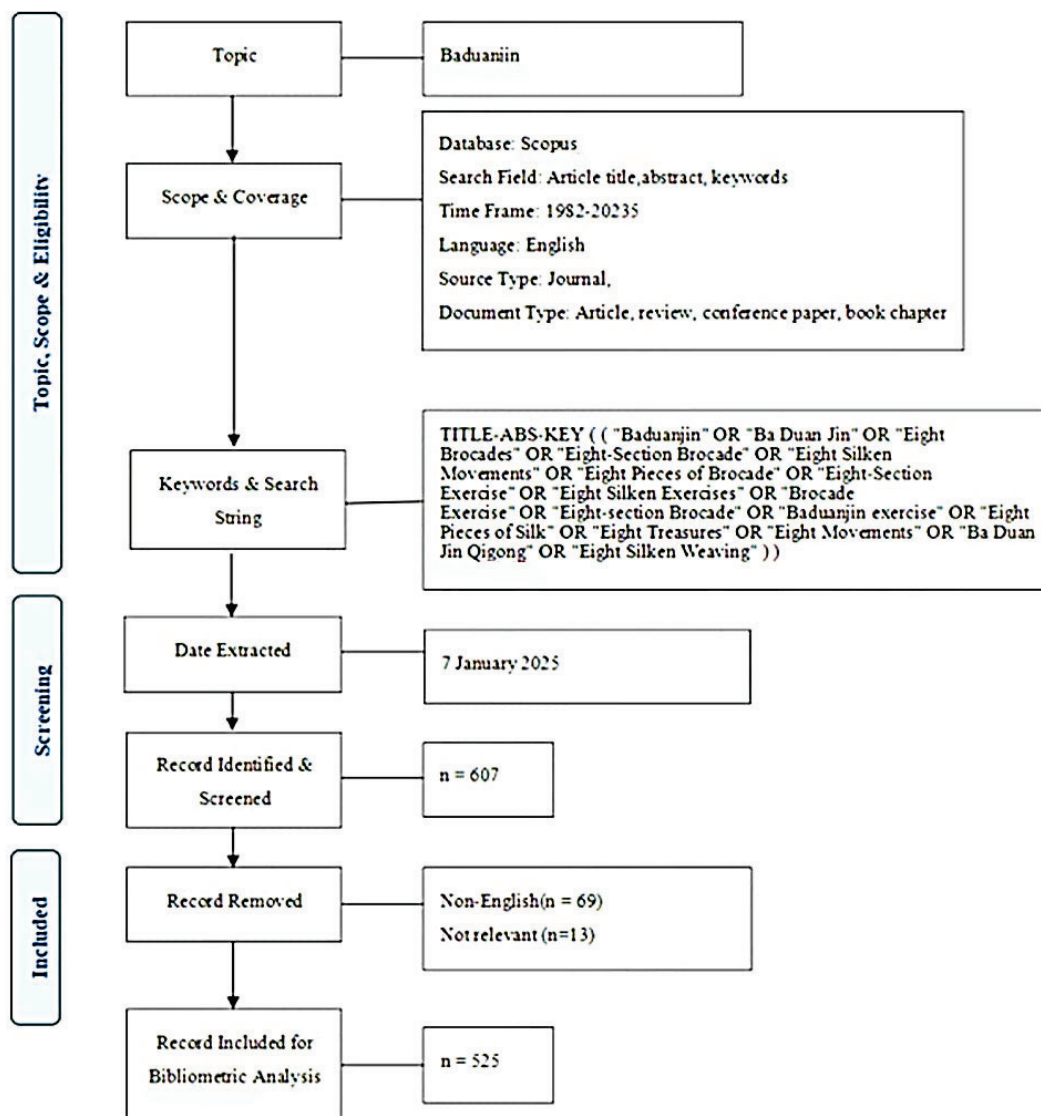 Topic, Scope & Eligibility
Topic
Baduanjin
Scope & Coverage
Database: Scopus
Search Field: Article title,abstract, keywords
Time Frame: 1982-20235
Language: English
Source Type: Journal,
Document Type: Article, review, conference paper, book chapter
Keywords & Search
String
TITLE-ABS-KEY ( ( "Baduanjin" OR "Ba Duan Jin" OR "Eight
Brocades" OR "Eight-Section Brocade" OR "Eight Silken
Movements" OR "Eight Pieces of Brocade" OR "Eight-Section
Exercise" OR "Eight Silken Exercises" OR "Brocade
Exercise" OR "Eight-section Brocade" OR "Baduanjin exercise" OR "Eight
Pieces of Silk" OR "Eight Treasures" OR "Eight Movements" OR "Ba Duan
Jin Qigong" OR "Eight Silken Weaving" ) )
Screening
Date Extracted
7 January 2025
Record Identified &
Screened
n = 607
Included
Record Removed
Non-English(n = 69)
Not relevant (n=13)
Record Included for
Bibliometric Analysis
n = 525